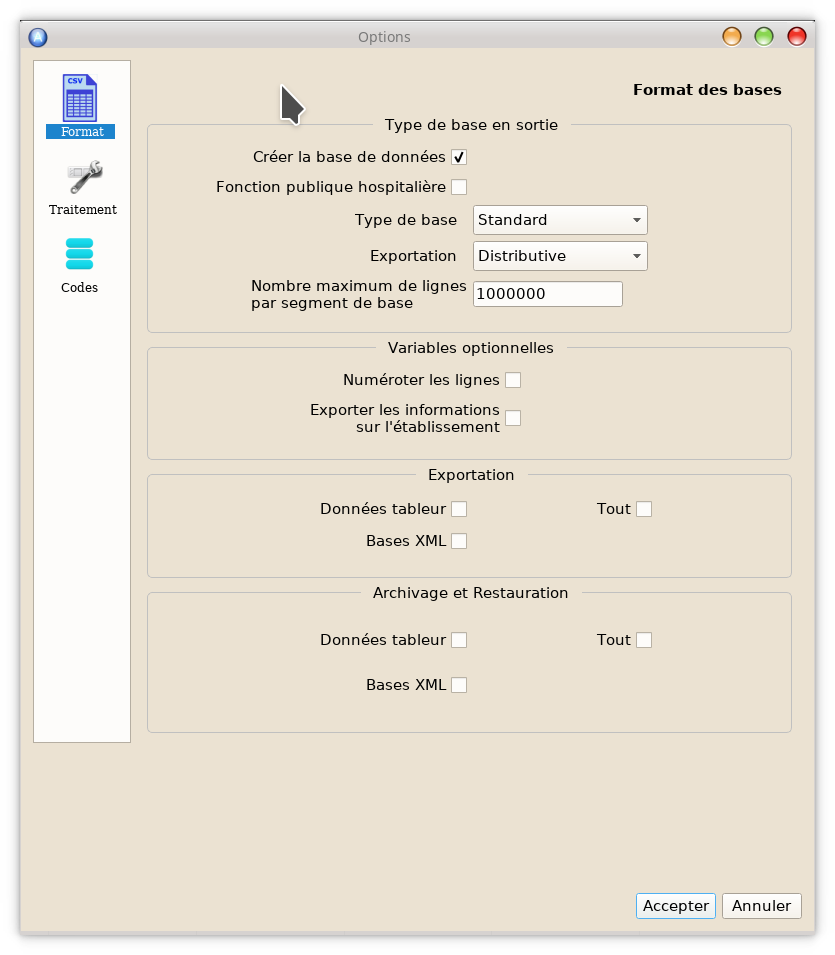 Options
CSV
Format
Traitement
Codes
Format des bases
Type de base en sortie
Créer la base de données
Fonction publique hospitalière
Type de base Standard
Exportation Distributive
Nombre maximum de lignes
par segment de base
1000000
Variables optionnelles
Numéroter les lignes
Exporter les informations
sur l'établissement
Exportation
Données tableur Tout
Bases XML
Archivage et Restauration
Données tableur Tout
Bases XML
Accepter Annuler